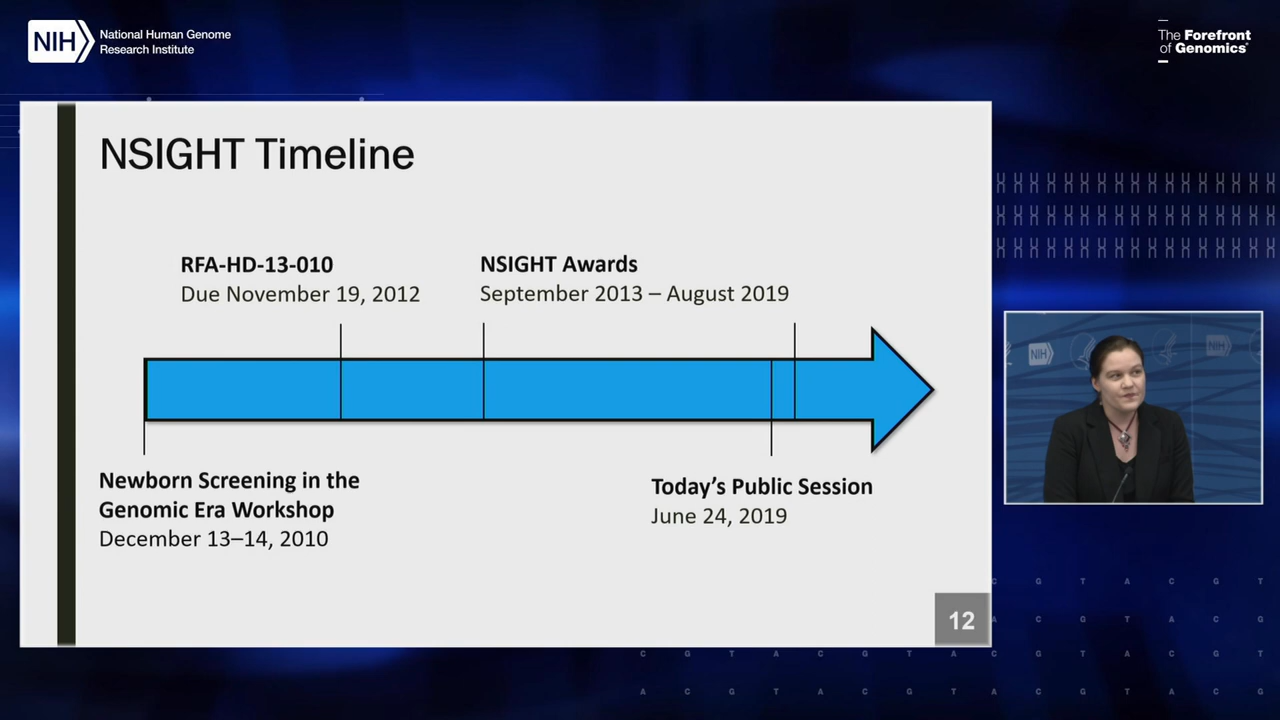 NIH
National Human Genome
Research Institute
The Forefront
of Genomics®
NSIGHT Timeline
RFA-HD-13-010
Due November 19, 2012
NSIGHT Awards
September 2013 – August 2019
Newborn Screening in the
Genomic Era Workshop
December 13–14, 2010
Today’s Public Session
June 24, 2019
12
NIH
NIH
C G T A C G T
A C G T A C G
C G T A C G T A C G T A C G T
A C G T A C G T A C G T A C G